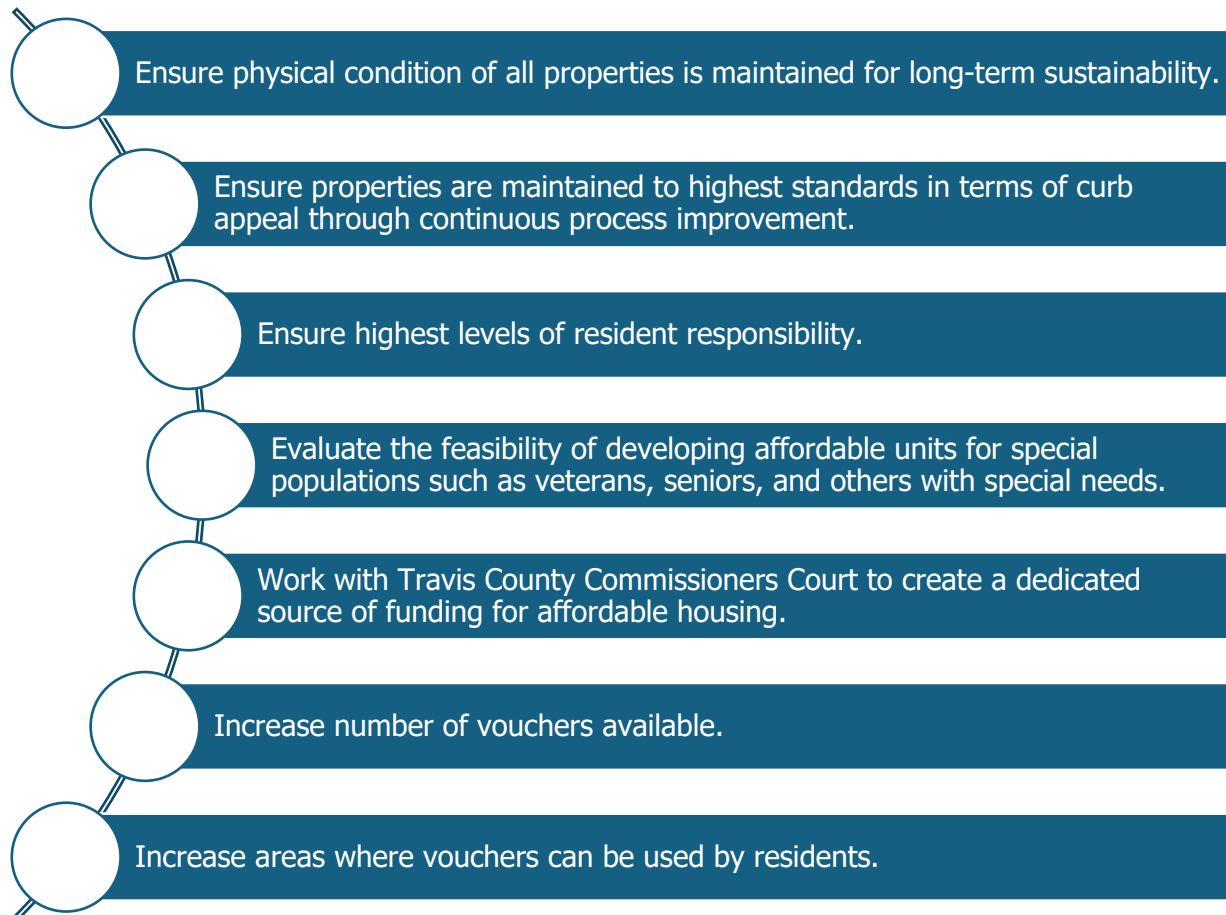 Ensure physical condition of all properties is maintained for long-term sustainability.
Ensure properties are maintained to highest standards in terms of curb
appeal through continuous process improvement.
Ensure highest levels of resident responsibility.
Evaluate the feasibility of developing affordable units for special
populations such as veterans, seniors, and others with special needs.
Work with Travis County Commissioners Court to create a dedicated
source of funding for affordable housing.
Increase number of vouchers available.
Increase areas where vouchers can be used by residents.